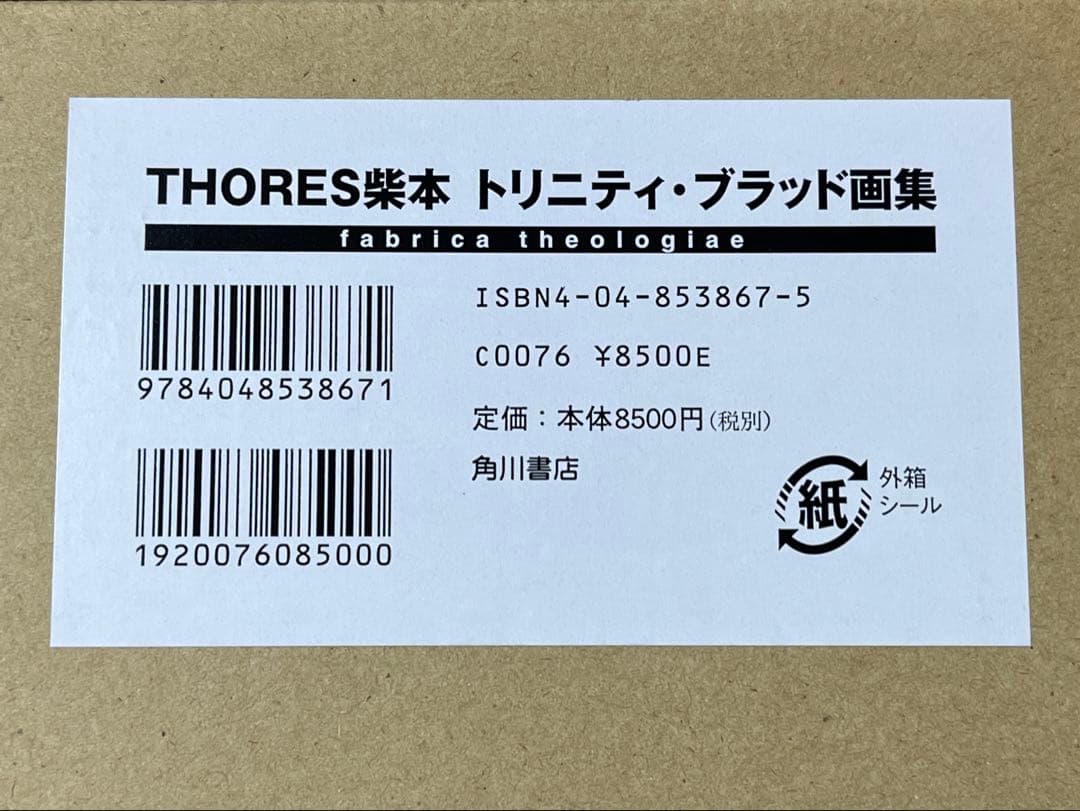 THORES柴本 トリニティ・ブラッド画集
fabrica theologiae
9784048538671
1920076085000
ISBN4-04-853867-5
C0076 ¥8500E
定価：本体8500円(税別)
角川書店
紙
外箱
シール